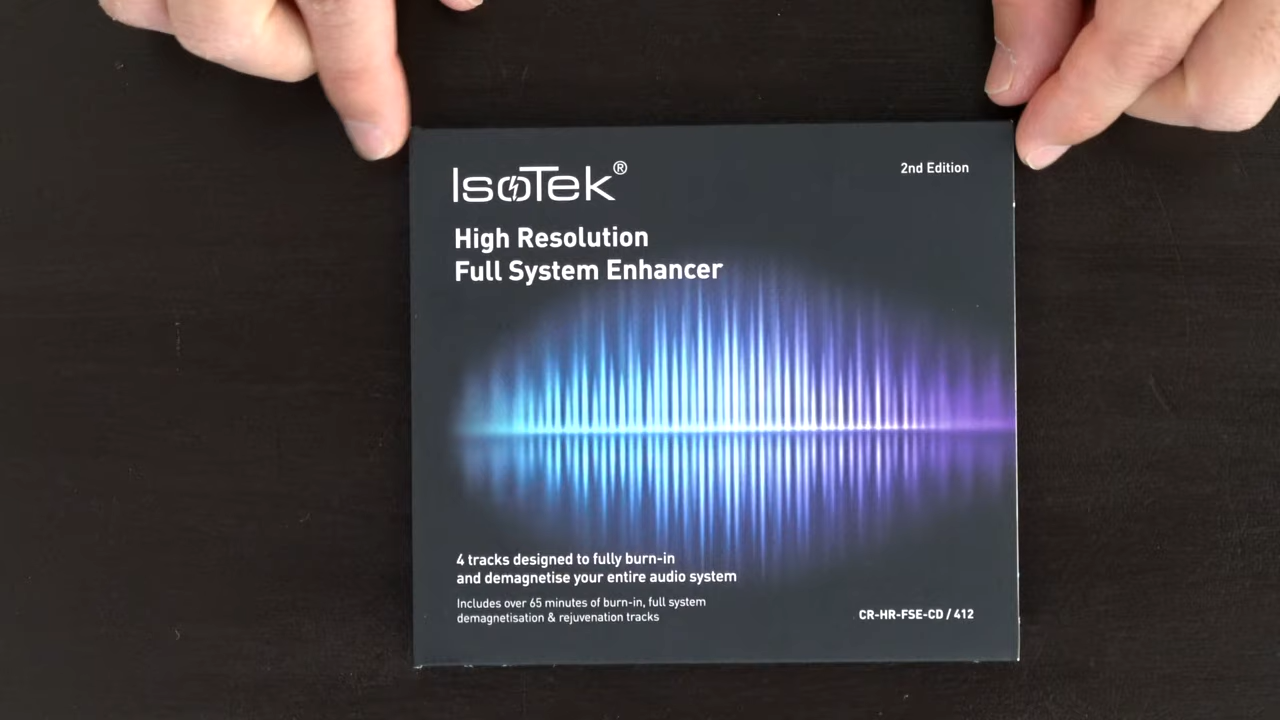 IsoTek®
2nd Edition
High Resolution
Full System Enhancer
4 tracks designed to fully burn-in
and demagnetise your entire audio system
Includes over 65 minutes of burn-in, full system
demagnetisation & rejuvenation tracks
CR-HR-FSE-CD / 412